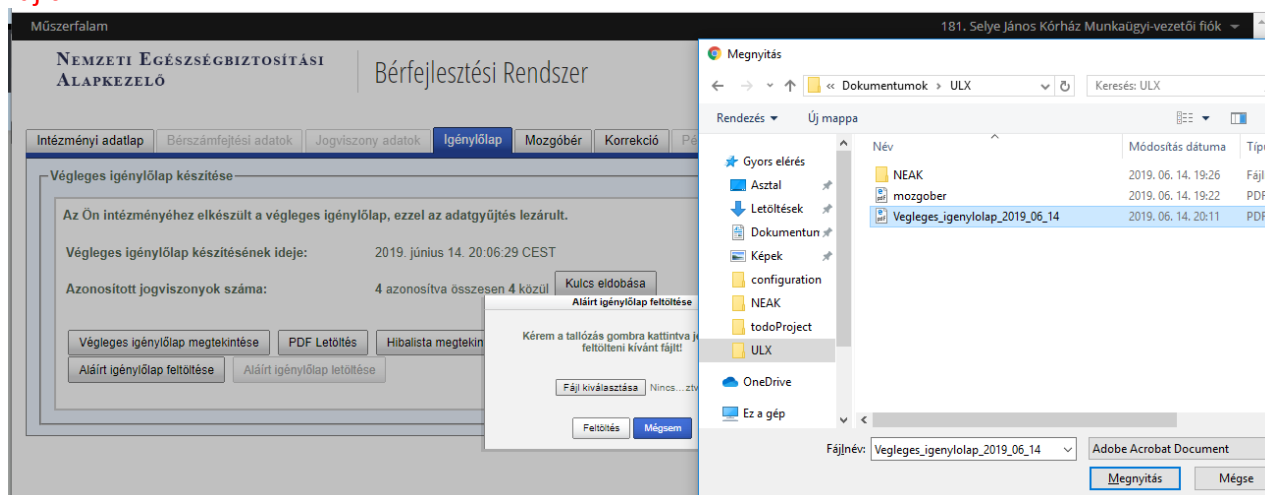 Műszerfalam
181. Selye János Kórház Munkaügyi-vezetői fiók
NEMZETI EGÉSZSÉGBIZTOSÍTÁSI
ALAPKEZELŐ
Bérfejlesztési Rendszer
Intézményi adatlap Bérszámfejtési adatok Jogviszony adatok Igénylőlap Mozgóbér Korrekció
Végleges igénylőlap készítése
Az Ön intézményéhez elkészült a végleges igénylőlap, ezzel az adatgyűjtés lezárult.
Végleges igénylőlap készítésének ideje: 2019. június 14. 20:06:29 CEST
Azonosított jogviszonyok száma: 4 azonosítva összesen 4 közül Kulcs eldobása
Végleges igénylőlap megtekintése PDF Letöltés Hibalista megtekin
Aláírt igénylőlap feltöltése Aláírt igénylőlap letöltése
Aláírt igénylőlap feltöltése
Kérem a tallózás gombra kattintva je
feltölteni kívánt fájlt!
Fájl kiválasztása Nincs...ztv
Feltöltés Mégsem
Megnyitás
« Dokumentumok › ULX
Keresés: ULX
Rendezés Új mappa
Név Módosítás dátuma Típu
Gyors elérés
Asztal
Letöltések
Dokumentun
Képek
configuration
NEAK
todoProject
ULX
OneDrive
Ez a gép
NEAK 2019. 06. 14. 19:26 Fájl
mozgober 2019. 06. 14. 19:22 PDF
Vegleges_igenylolap_2019_06_14 2019. 06. 14. 20:11 PDF
Fájlnév: Vegleges_igenylolap_2019_06_14 Adobe Acrobat Document
Megnyitás Mégse